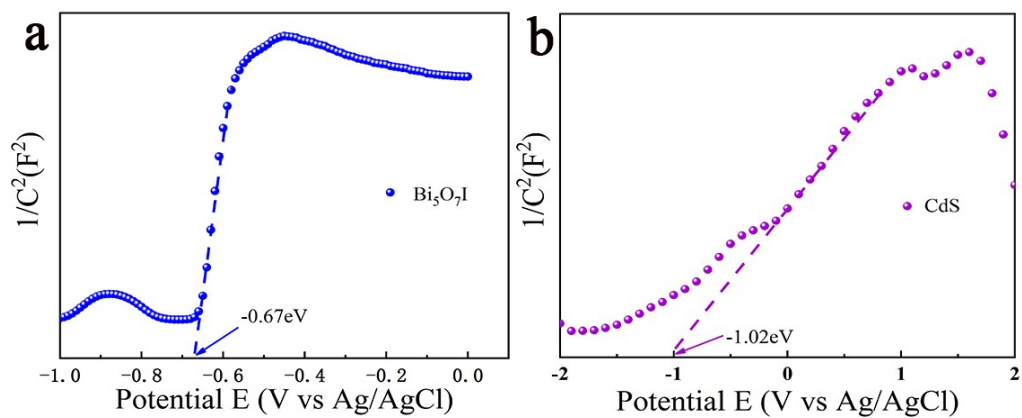 a
1/C²(F²)
Bi₅O₇I
-0.67eV
-1.0 -0.8 -0.6 -0.4 -0.2 0.0
Potential E (V vs Ag/AgCl)
b
1/C²(F²)
CdS
-1.02eV
-2 -1 0 1 2
Potential E (V vs Ag/AgCl)